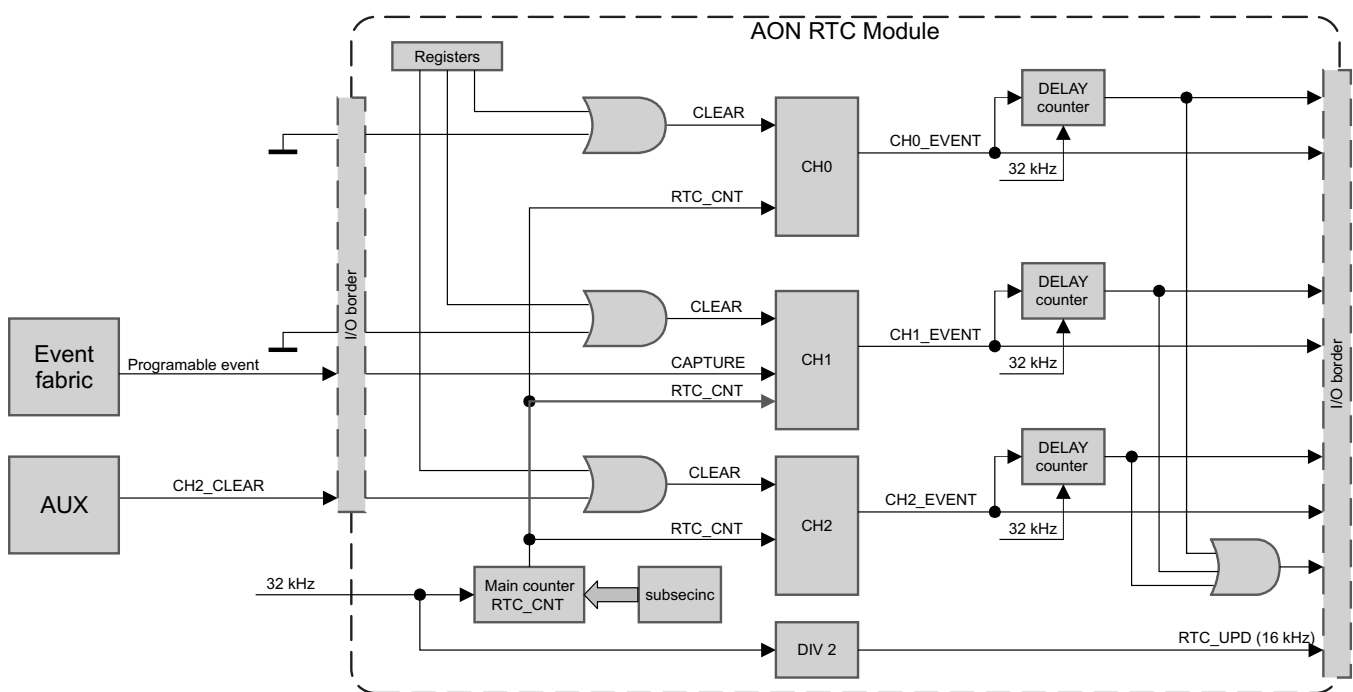 AON RTC Module
Registers
DELAY
counter
CLEAR
CH0
CH0_EVENT
32 kHz
RTC_CNT
I/O border
DELAY
counter
CLEAR
CH1_EVENT
Event
fabric
Programable event
CAPTURE
CH1
32 kHz
RTC_CNT
I/O border
DELAY
counter
AUX
CH2_CLEAR
CLEAR
CH2_EVENT
CH2
RTC_CNT
32 kHz
32 kHz
Main counter
RTC_CNT
subsecinc
DIV 2
RTC_UPD (16 kHz)